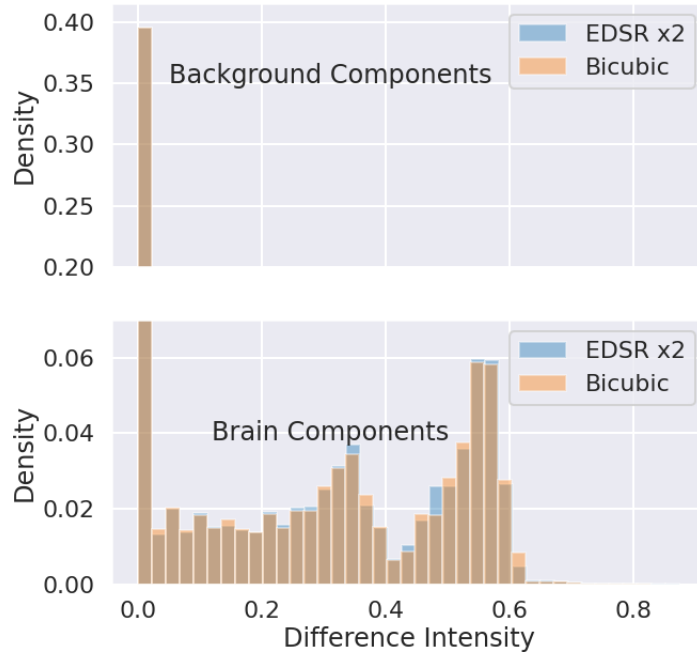 0.40
0.35
0.30
0.25
0.20
Density
Background Components
EDSR x2
Bicubic
0.06
0.04
0.02
0.00
Density
Brain Components
EDSR x2
Bicubic
0.0 0.2 0.4 0.6 0.8
Difference Intensity